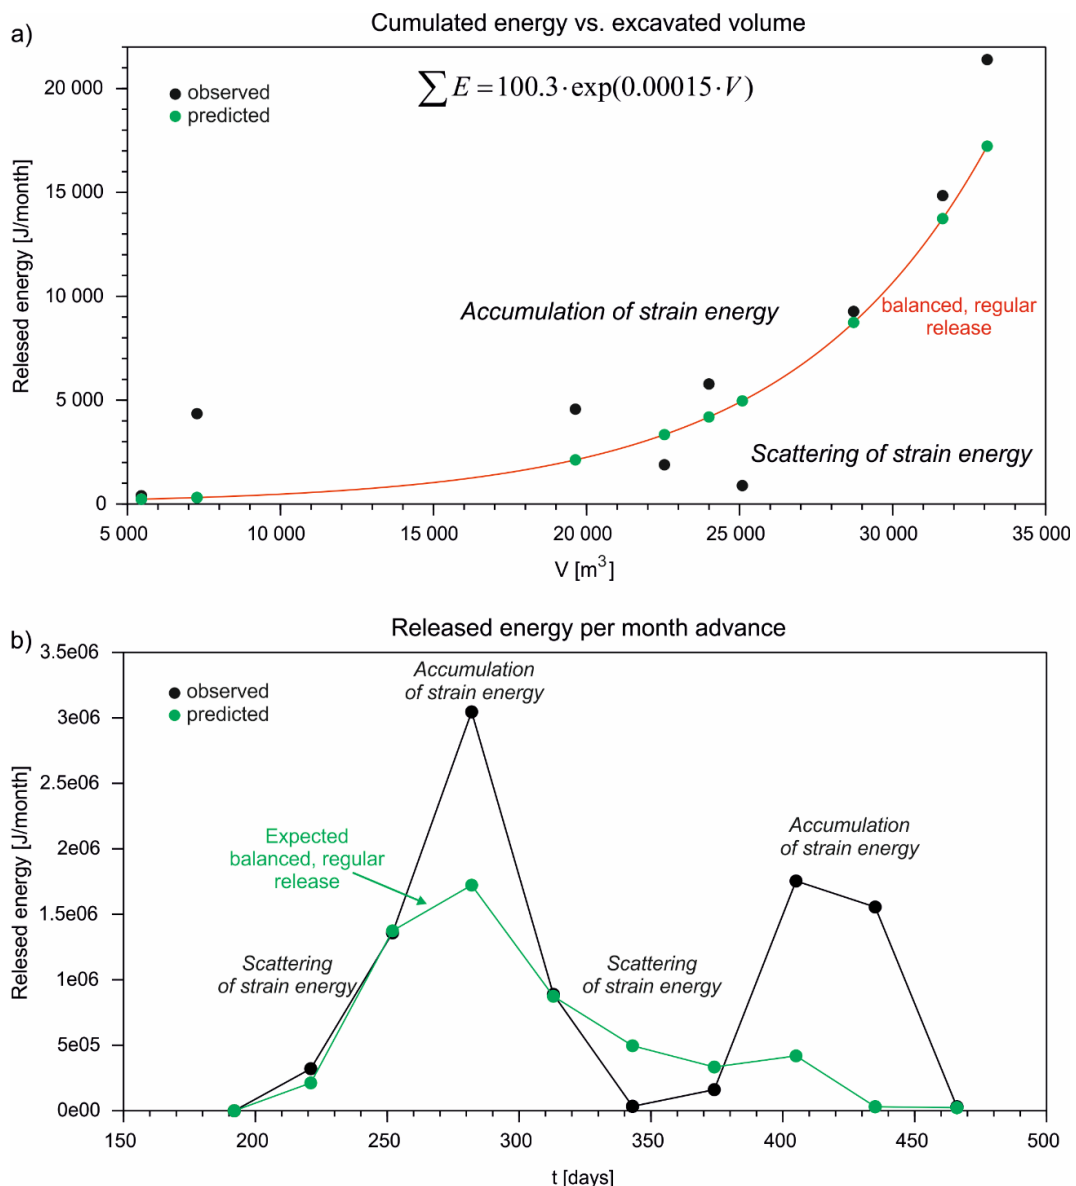 a)
Cumulated energy vs. excavated volume
∑ E = 100.3·exp(0.00015·V)
observed
predicted
20 000
15 000
10 000
5 000
0
Relesed energy [J/month]
Accumulation of strain energy
balanced, regular
release
Scattering of strain energy
5 000
10 000
15 000
20 000
25 000
30 000
35 000
V [m³]
b)
Released energy per month advance
3.5e06
3e06
2.5e06
2e06
1.5e06
1e06
5e05
0e00
Relesed energy [J/month]
observed
predicted
Accumulation
of strain energy
Expected
balanced, regular
release
Accumulation
of strain energy
Scattering
of strain energy
Scattering
of strain energy
150
200
250
300
350
400
450
500
t [days]